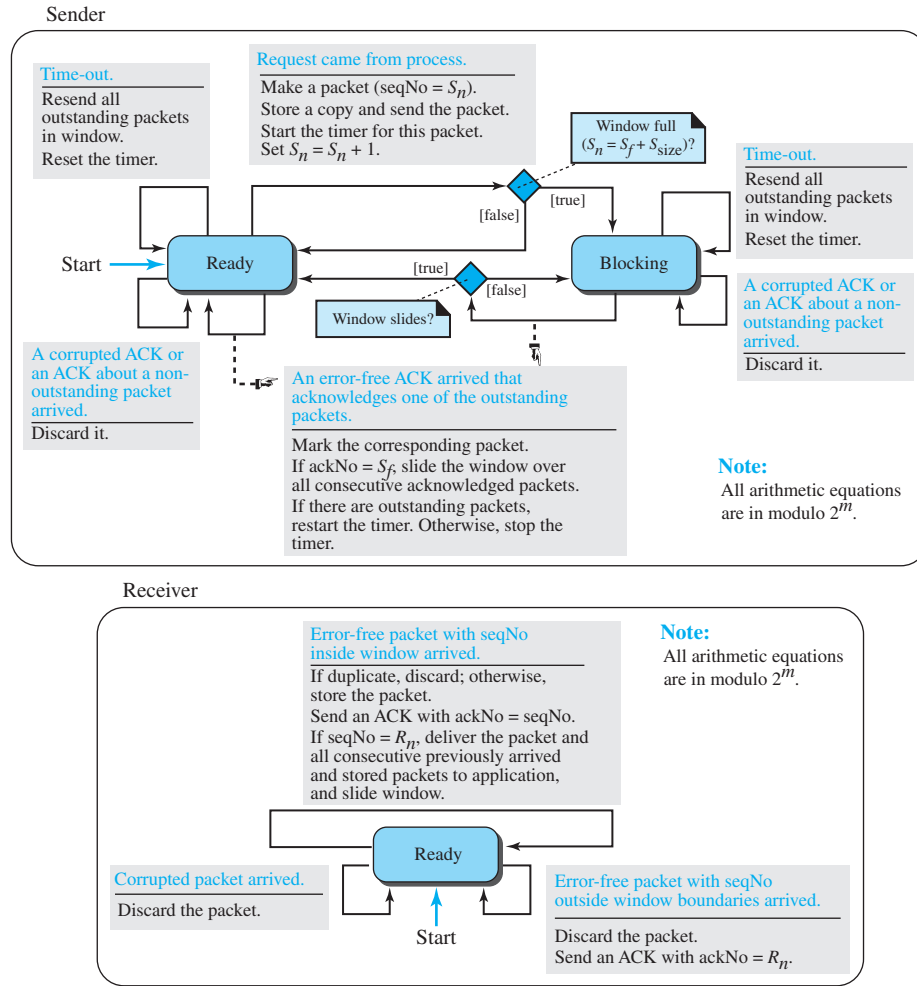 Sender
Request came from process.
Make a packet (seqNo = Sn).
Store a copy and send the packet.
Start the timer for this packet.
Set Sn = Sn + 1.
Time-out.
Resend all
outstanding packets
in window.
Reset the timer.
Window full
(Sn = Sf + Ssize)?
Time-out.
Resend all
outstanding packets
in window.
Reset the timer.
[false]
[true]
Start
Ready
[true]
[false]
Blocking
Window slides?
A corrupted ACK or
an ACK about a non-
outstanding packet
arrived.
Discard it.
A corrupted ACK or
an ACK about a non-
outstanding packet
arrived.
Discard it.
An error-free ACK arrived that
acknowledges one of the outstanding
packets.
Mark the corresponding packet.
If ackNo = Sf, slide the window over
all consecutive acknowledged packets.
If there are outstanding packets,
restart the timer. Otherwise, stop the
timer.
Note:
All arithmetic equations
are in modulo 2^m.
Receiver
Error-free packet with seqNo
inside window arrived.
If duplicate, discard; otherwise,
store the packet.
Send an ACK with ackNo = seqNo.
If seqNo = Rn, deliver the packet and
all consecutive previously arrived
and stored packets to application,
and slide window.
Note:
All arithmetic equations
are in modulo 2^m.
Ready
Corrupted packet arrived.
Discard the packet.
Start
Error-free packet with seqNo
outside window boundaries arrived.
Discard the packet.
Send an ACK with ackNo = Rn.